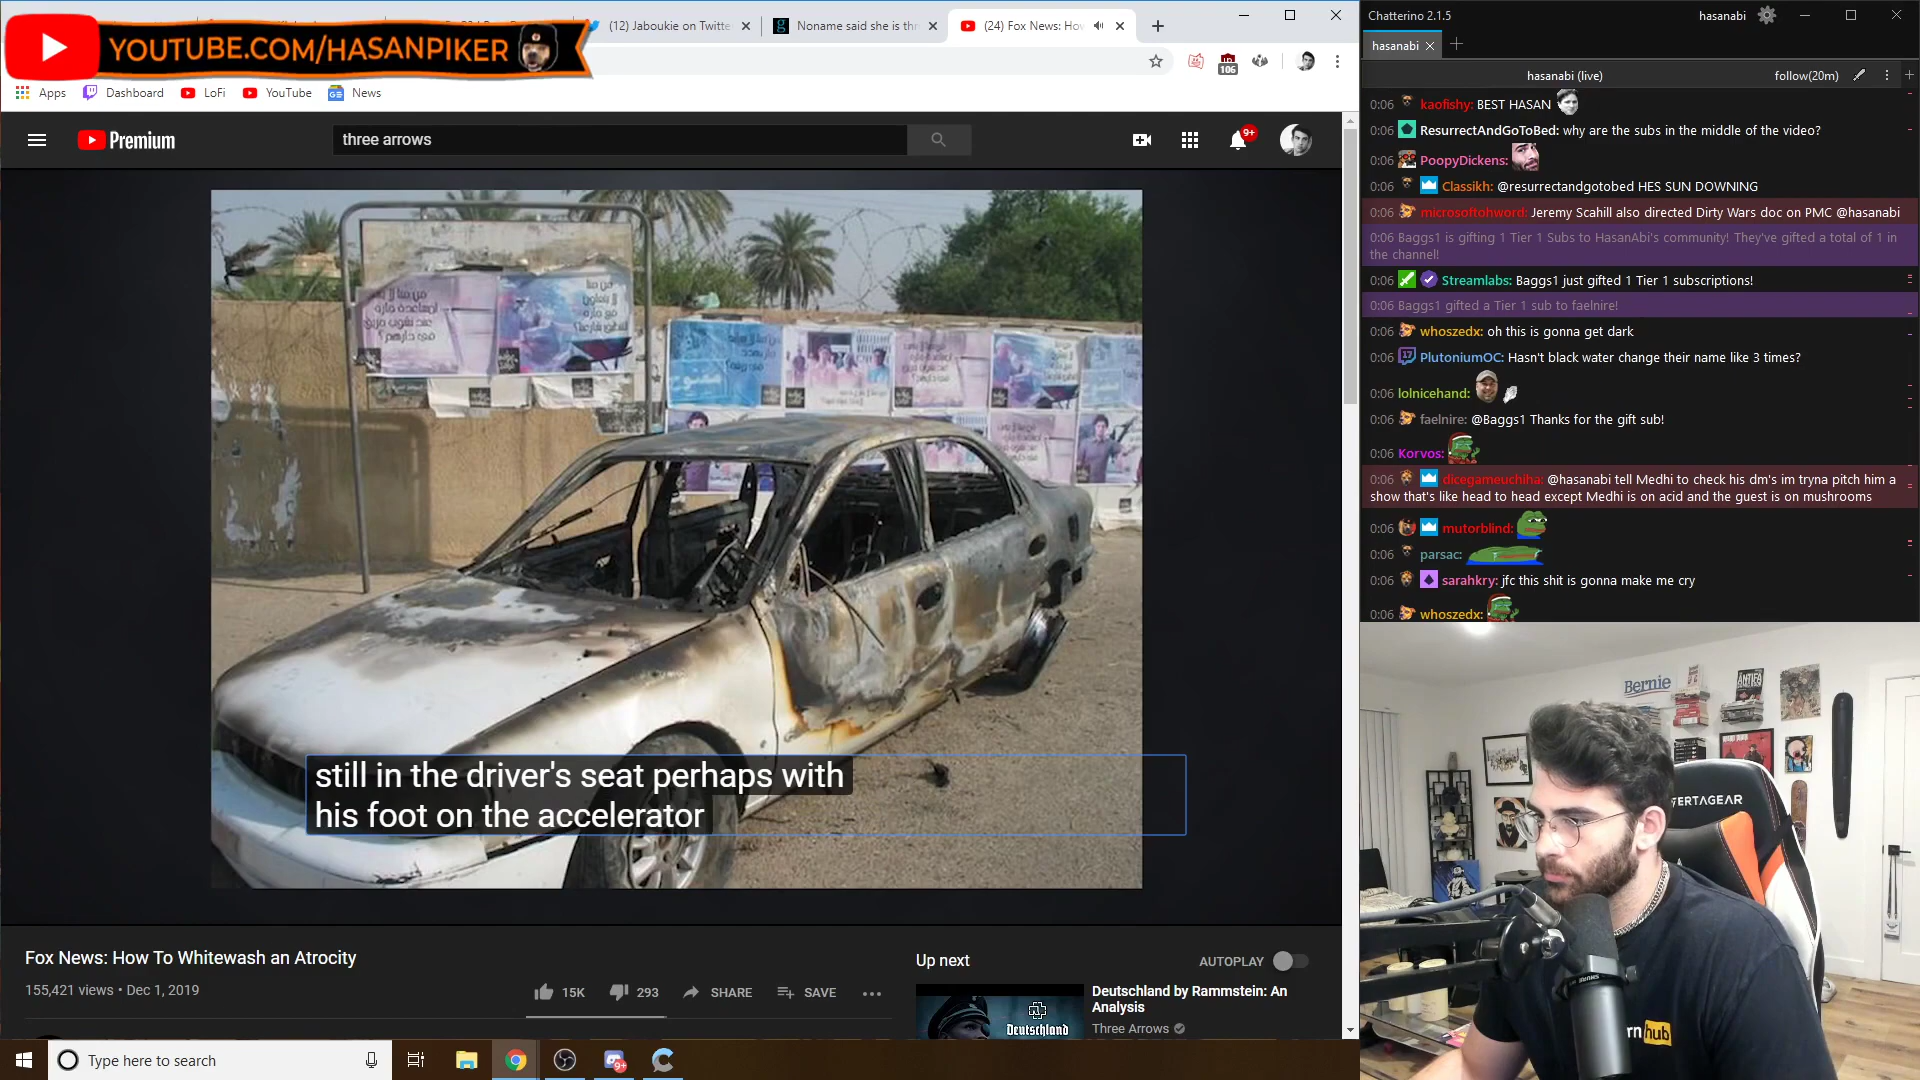 YOUTUBE.COM/HASANPIKER
(12) Jaboukie on Twitte
Noname said she is thr
(24) Fox News: Ho
106
Apps
Dashboard
LoFi
YouTube
News
Premium
three arrows
9+
still in the driver's seat perhaps with
his foot on the accelerator
Fox News: How To Whitewash an Atrocity
155,421 views • Dec 1, 2019
15K
293
SHARE
SAVE
Up next
AUTOPLAY
Deutschland
Deutschland by Rammstein: An
Analysis
Three Arrows
Type here to search
9+
Chatterino 2.1.5
hasanabi
hasanabi
hasanabi (live)
follow(20m)
0:06 kaofishy: BEST HASAN
0:06 ResurrectAndGoToBed: why are the subs in the middle of the video?
0:06 PoopyDickens:
0:06 Classikh: @resurrectandgotobed HES SUN DOWNING
0:06 microsoftohword: Jeremy Scahill also directed Dirty Wars doc on PMC @hasanabi
0:06 Baggs1 is gifting 1 Tier 1 Subs to HasanAbi's community! They've gifted a total of 1 in
the channel!
0:06 Streamlabs: Baggs1 just gifted 1 Tier 1 subscriptions!
0:06 Baggs1 gifted a Tier 1 sub to faelnire!
0:06 whoszedx: oh this is gonna get dark
0:06 PlutoniumOC: Hasn't black water change their name like 3 times?
0:06 lolnicehand:
0:06 faelnire: @Baggs1 Thanks for the gift sub!
0:06 Korvos:
0:06 dicegameuchiha: @hasanabi tell Medhi to check his dm's im tryna pitch him a
show that's like head to head except Medhi is on acid and the guest is on mushrooms
0:06 mutorblind:
0:06 parsac:
0:06 sarahkry: jfc this shit is gonna make me cry
0:06 whoszedx:
Bernie
ANTIFA
ERTAGEAR
rn hub